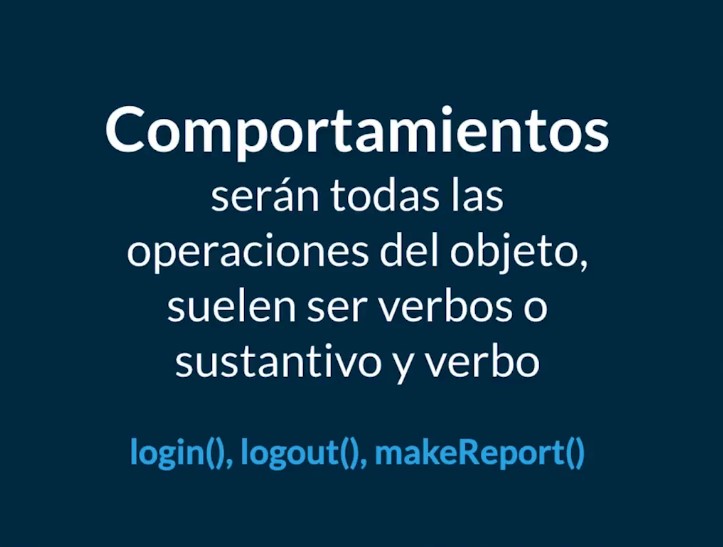 Comportamientos
serán todas las
operaciones del objeto,
suelen ser verbos o
sustantivo y verbo
login(), logout(), makeReport()